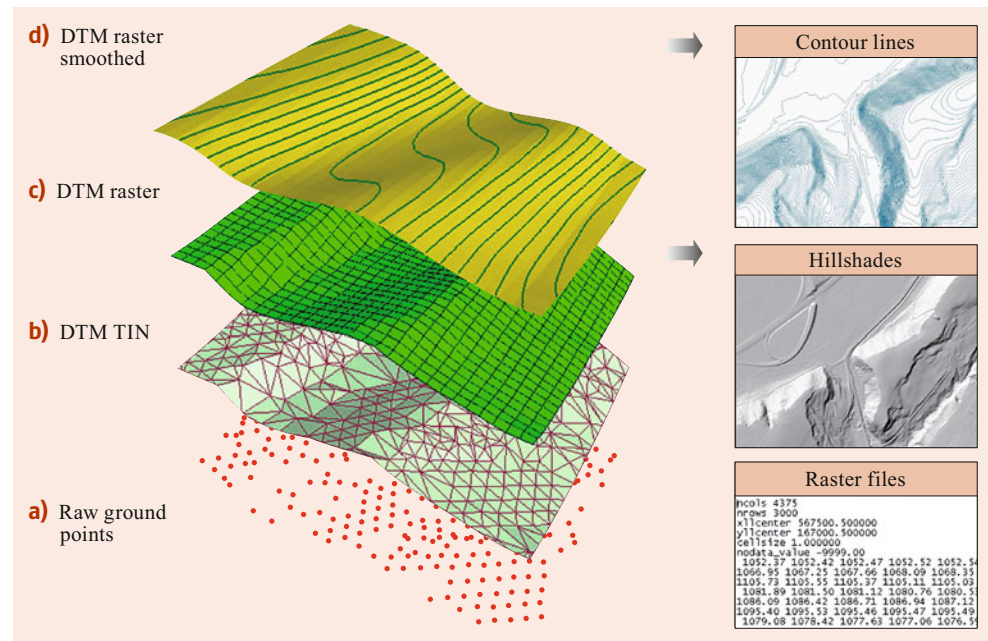 d) DTM raster
smoothed
c) DTM raster
b) DTM TIN
a) Raw ground
points
Contour lines
Hillshades
Raster files
ncols 4375
nrows 3000
xllcenter 567500.500000
yllcenter 167000.500000
cellsize 1.000000
nodata_value -9999.00
1052.37 1052.42 1052.47 1052.52 1052.54
1066.95 1067.25 1067.66 1068.09 1068.35
1105.73 1105.55 1105.37 1105.11 1105.03
1081.89 1081.50 1081.12 1080.76 1080.53
1086.09 1086.42 1086.71 1086.94 1087.12
1095.40 1095.53 1095.46 1095.47 1095.49
1079.08 1078.42 1077.63 1077.06 1076.59